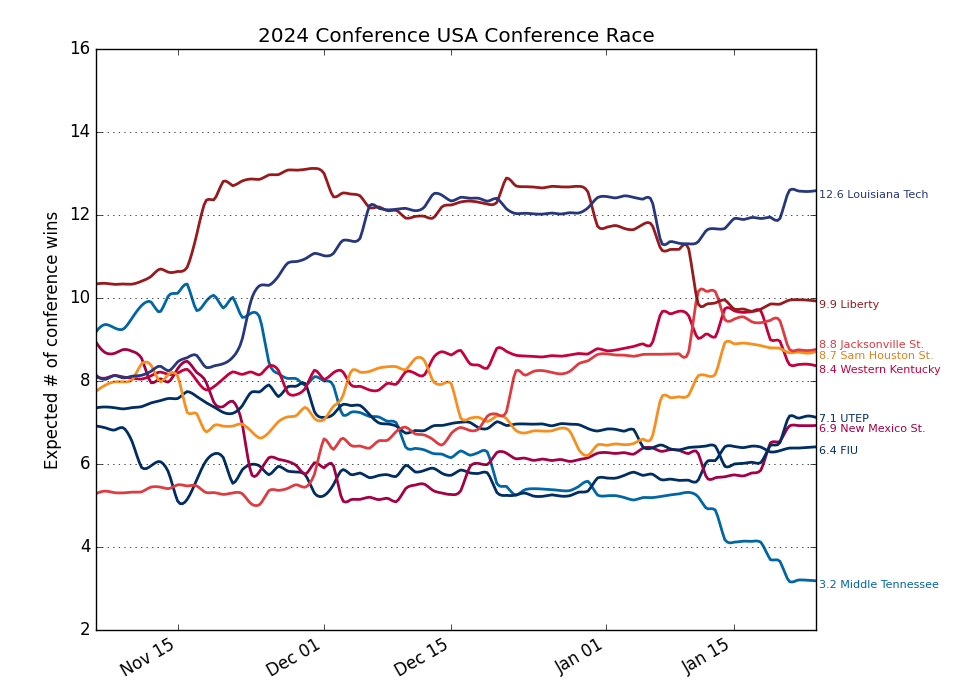 2024 Conference USA Conference Race
Expected # of conference wins
16
14
12
10
8
6
4
2
12.6 Louisiana Tech
9.9 Liberty
8.8 Jacksonville St.
8.7 Sam Houston St.
8.4 Western Kentucky
7.1 UTEP
6.9 New Mexico St.
6.4 FIU
3.2 Middle Tennessee
Nov 15
Dec 01
Dec 15
Jan 01
Jan 15